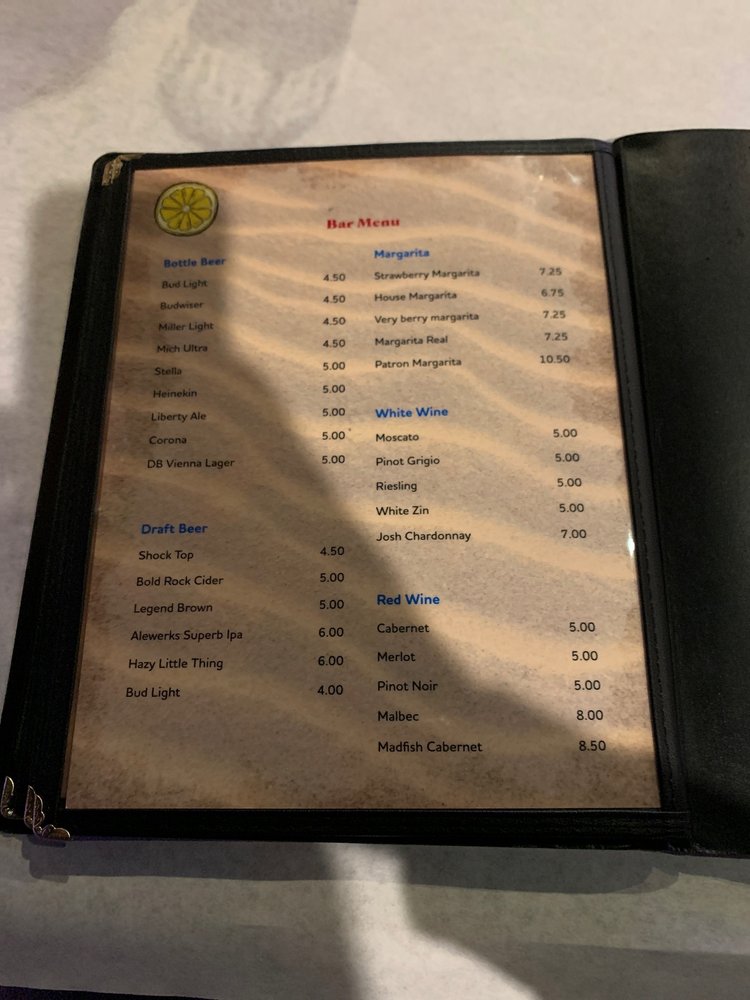 Bar Menu
Bottle Beer
Bud Light 4.50
Budwiser 4.50
Miller Light 4.50
Mich Ultra 4.50
Stella 5.00
Heinekin 5.00
Liberty Ale 5.00
Corona 5.00
DB Vienna Lager 5.00
Draft Beer
Shock Top 4.50
Bold Rock Cider 5.00
Legend Brown 5.00
Alewerks Superb Ipa 6.00
Hazy Little Thing 6.00
Bud Light 4.00
Margarita
Strawberry Margarita 7.25
House Margarita 6.75
Very berry margarita 7.25
Margarita Real 7.25
Patron Margarita 10.50
White Wine
Moscato 5.00
Pinot Grigio 5.00
Riesling 5.00
White Zin 5.00
Josh Chardonnay 7.00
Red Wine
Cabernet 5.00
Merlot 5.00
Pinot Noir 5.00
Malbec 8.00
Madfish Cabernet 8.50